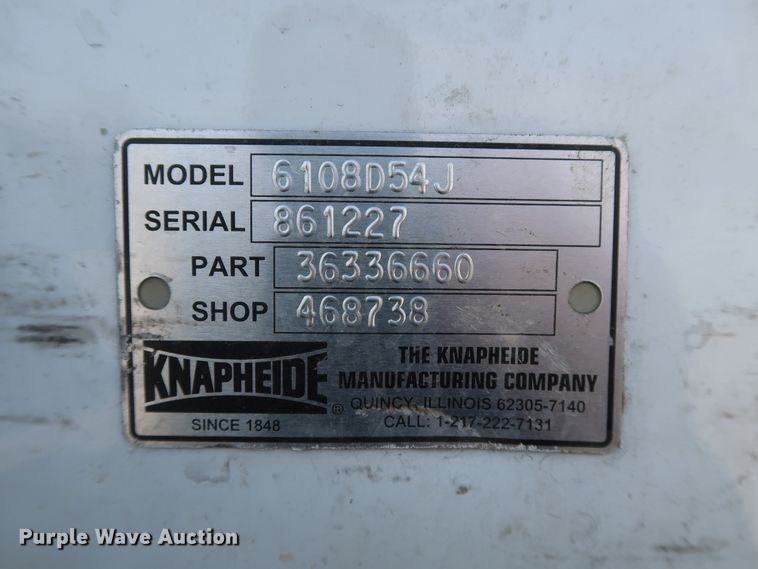 MODEL 6108D54J
SERIAL 861227
PART 36336660
SHOP 468738
KNAPHEIDE ®
SINCE 1848
THE KNAPHEIDE
MANUFACTURING COMPANY
QUINCY, ILLINOIS 62305-7140
CALL: 1-217-222-7131
Purple Wave Auction